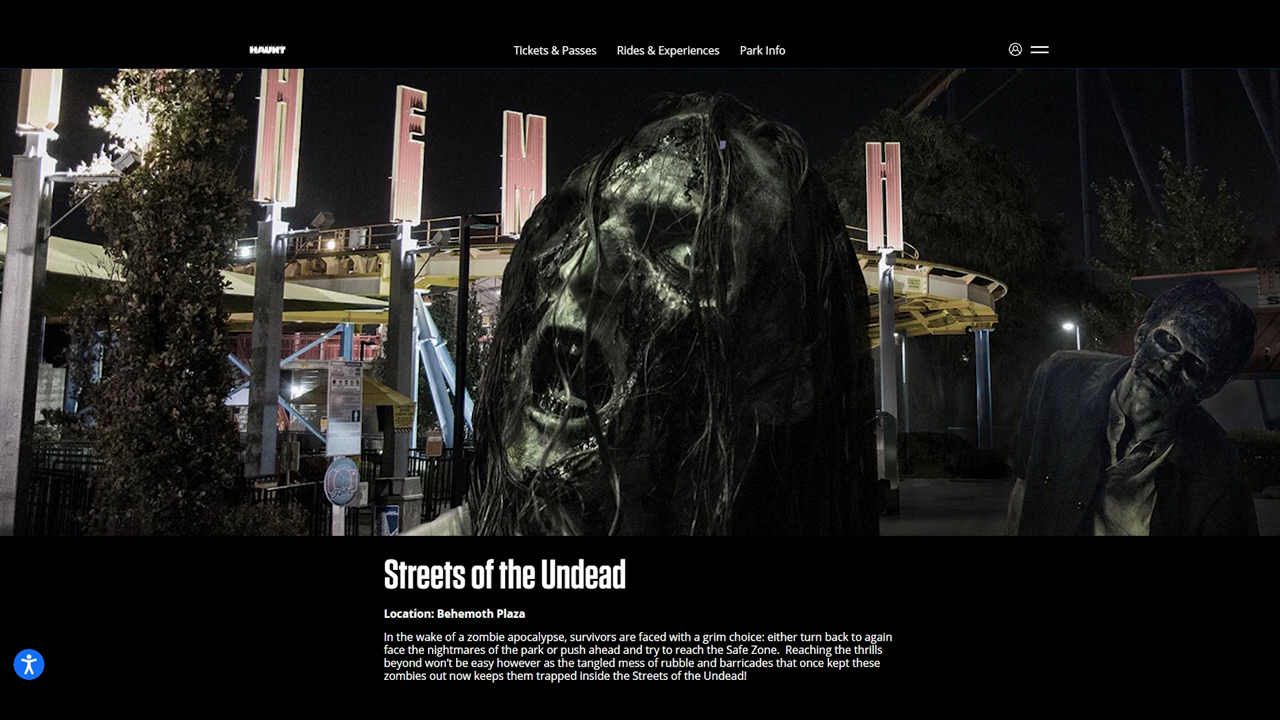 HAUNT
Tickets & Passes
Rides & Experiences
Park Info
H
E
M
H
Streets of the Undead
Location: Behemoth Plaza
In the wake of a zombie apocalypse, survivors are faced with a grim choice: either turn back to again
face the nightmares of the park or push ahead and try to reach the Safe Zone.  Reaching the thrills
beyond won't be easy however as the tangled mess of rubble and barricades that once kept these
zombies out now keeps them trapped inside the Streets of the Undead!